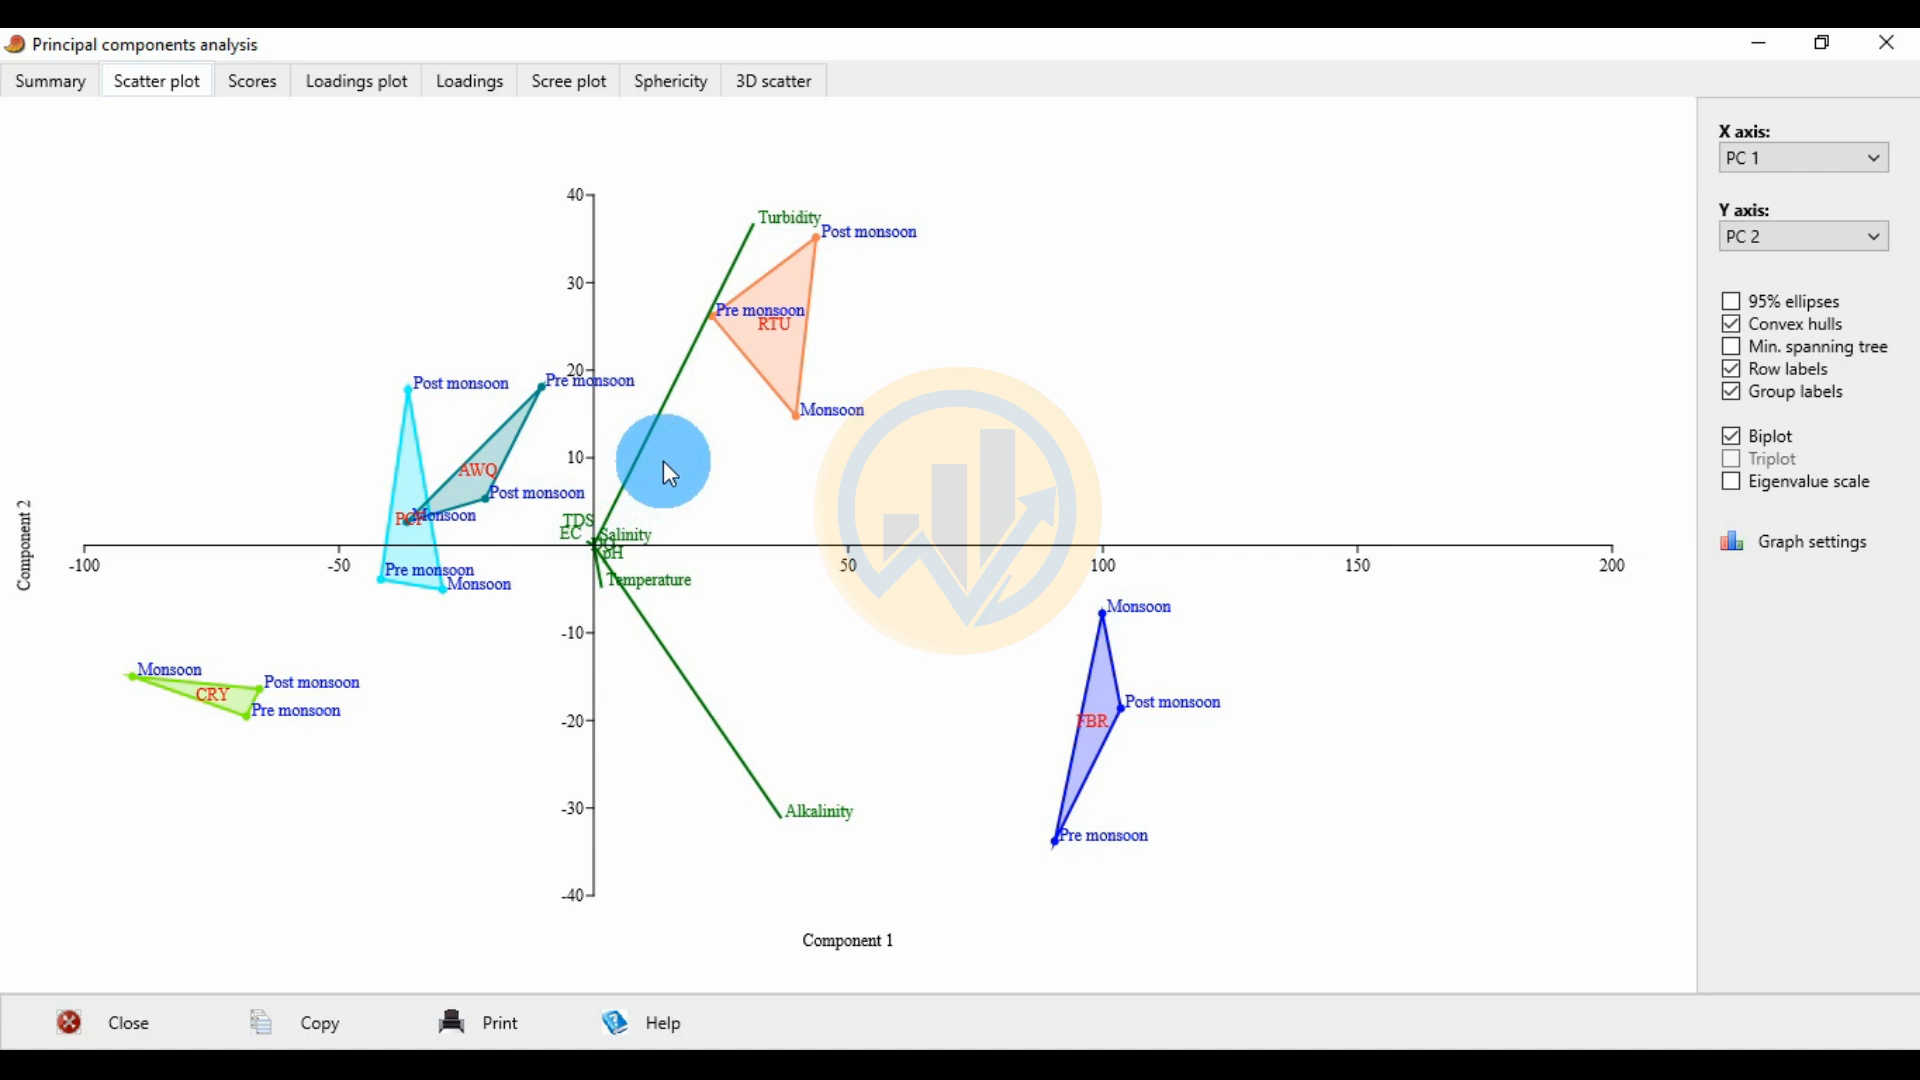 Principal components analysis
Summary
Scatter plot
Scores
Loadings plot
Loadings
Scree plot
Sphericity
3D scatter
X axis:
PC 1
Y axis:
PC 2
95% ellipses
Convex hulls
Min. spanning tree
Row labels
Group labels
Biplot
Triplot
Eigenvalue scale
Graph settings
40
Turbidity
Post monsoon
30
Pre monsoon
RTU
20
Post monsoon
Pre monsoon
Monsoon
10
AWQ
Post monsoon
Monsoon
TDS
EC
Salinity
pH
-100
-50
50
100
150
200
Pre monsoon
Monsoon
Temperature
Component 2
Monsoon
-10
Monsoon
CRY
Post monsoon
Pre monsoon
-20
Post monsoon
FBR
-30
Alkalinity
Pre monsoon
-40
Component 1
Close
Copy
Print
Help